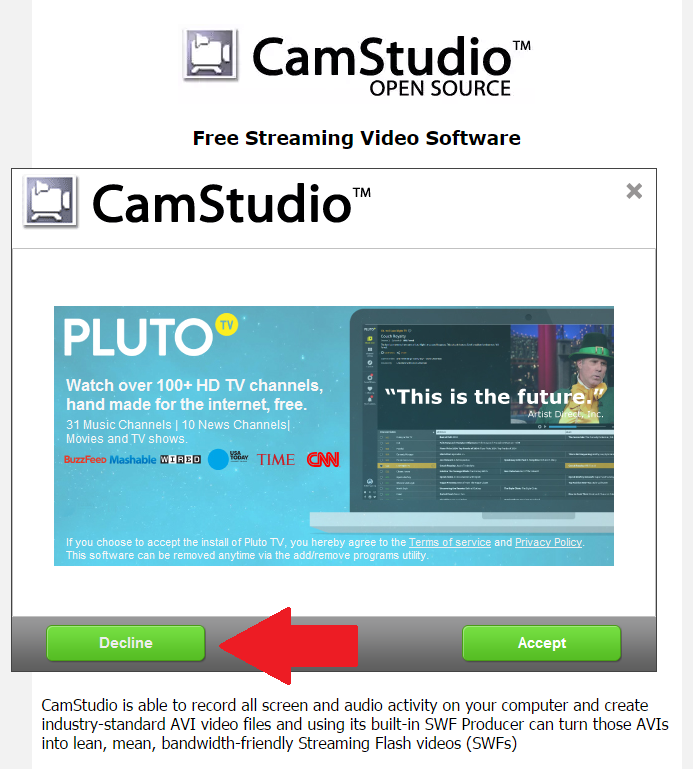 CamStudio™
OPEN SOURCE
Free Streaming Video Software
CamStudio™
PLUTO TV
Watch over 100+ HD TV channels,
hand made for the internet, free.
31 Music Channels | 10 News Channels|
Movies and TV shows.
BuzzFeed Mashable WIRED USA TODAY TIME CNN
“This is the future.”
Artist Direct, Inc.
If you choose to accept the install of Pluto TV, you hereby agree to the Terms of service and Privacy Policy.
This software can be removed anytime via the add/remove programs utility.
Decline
Accept
CamStudio is able to record all screen and audio activity on your computer and create
industry-standard AVI video files and using its built-in SWF Producer can turn those AVIs
into lean, mean, bandwidth-friendly Streaming Flash videos (SWFs)